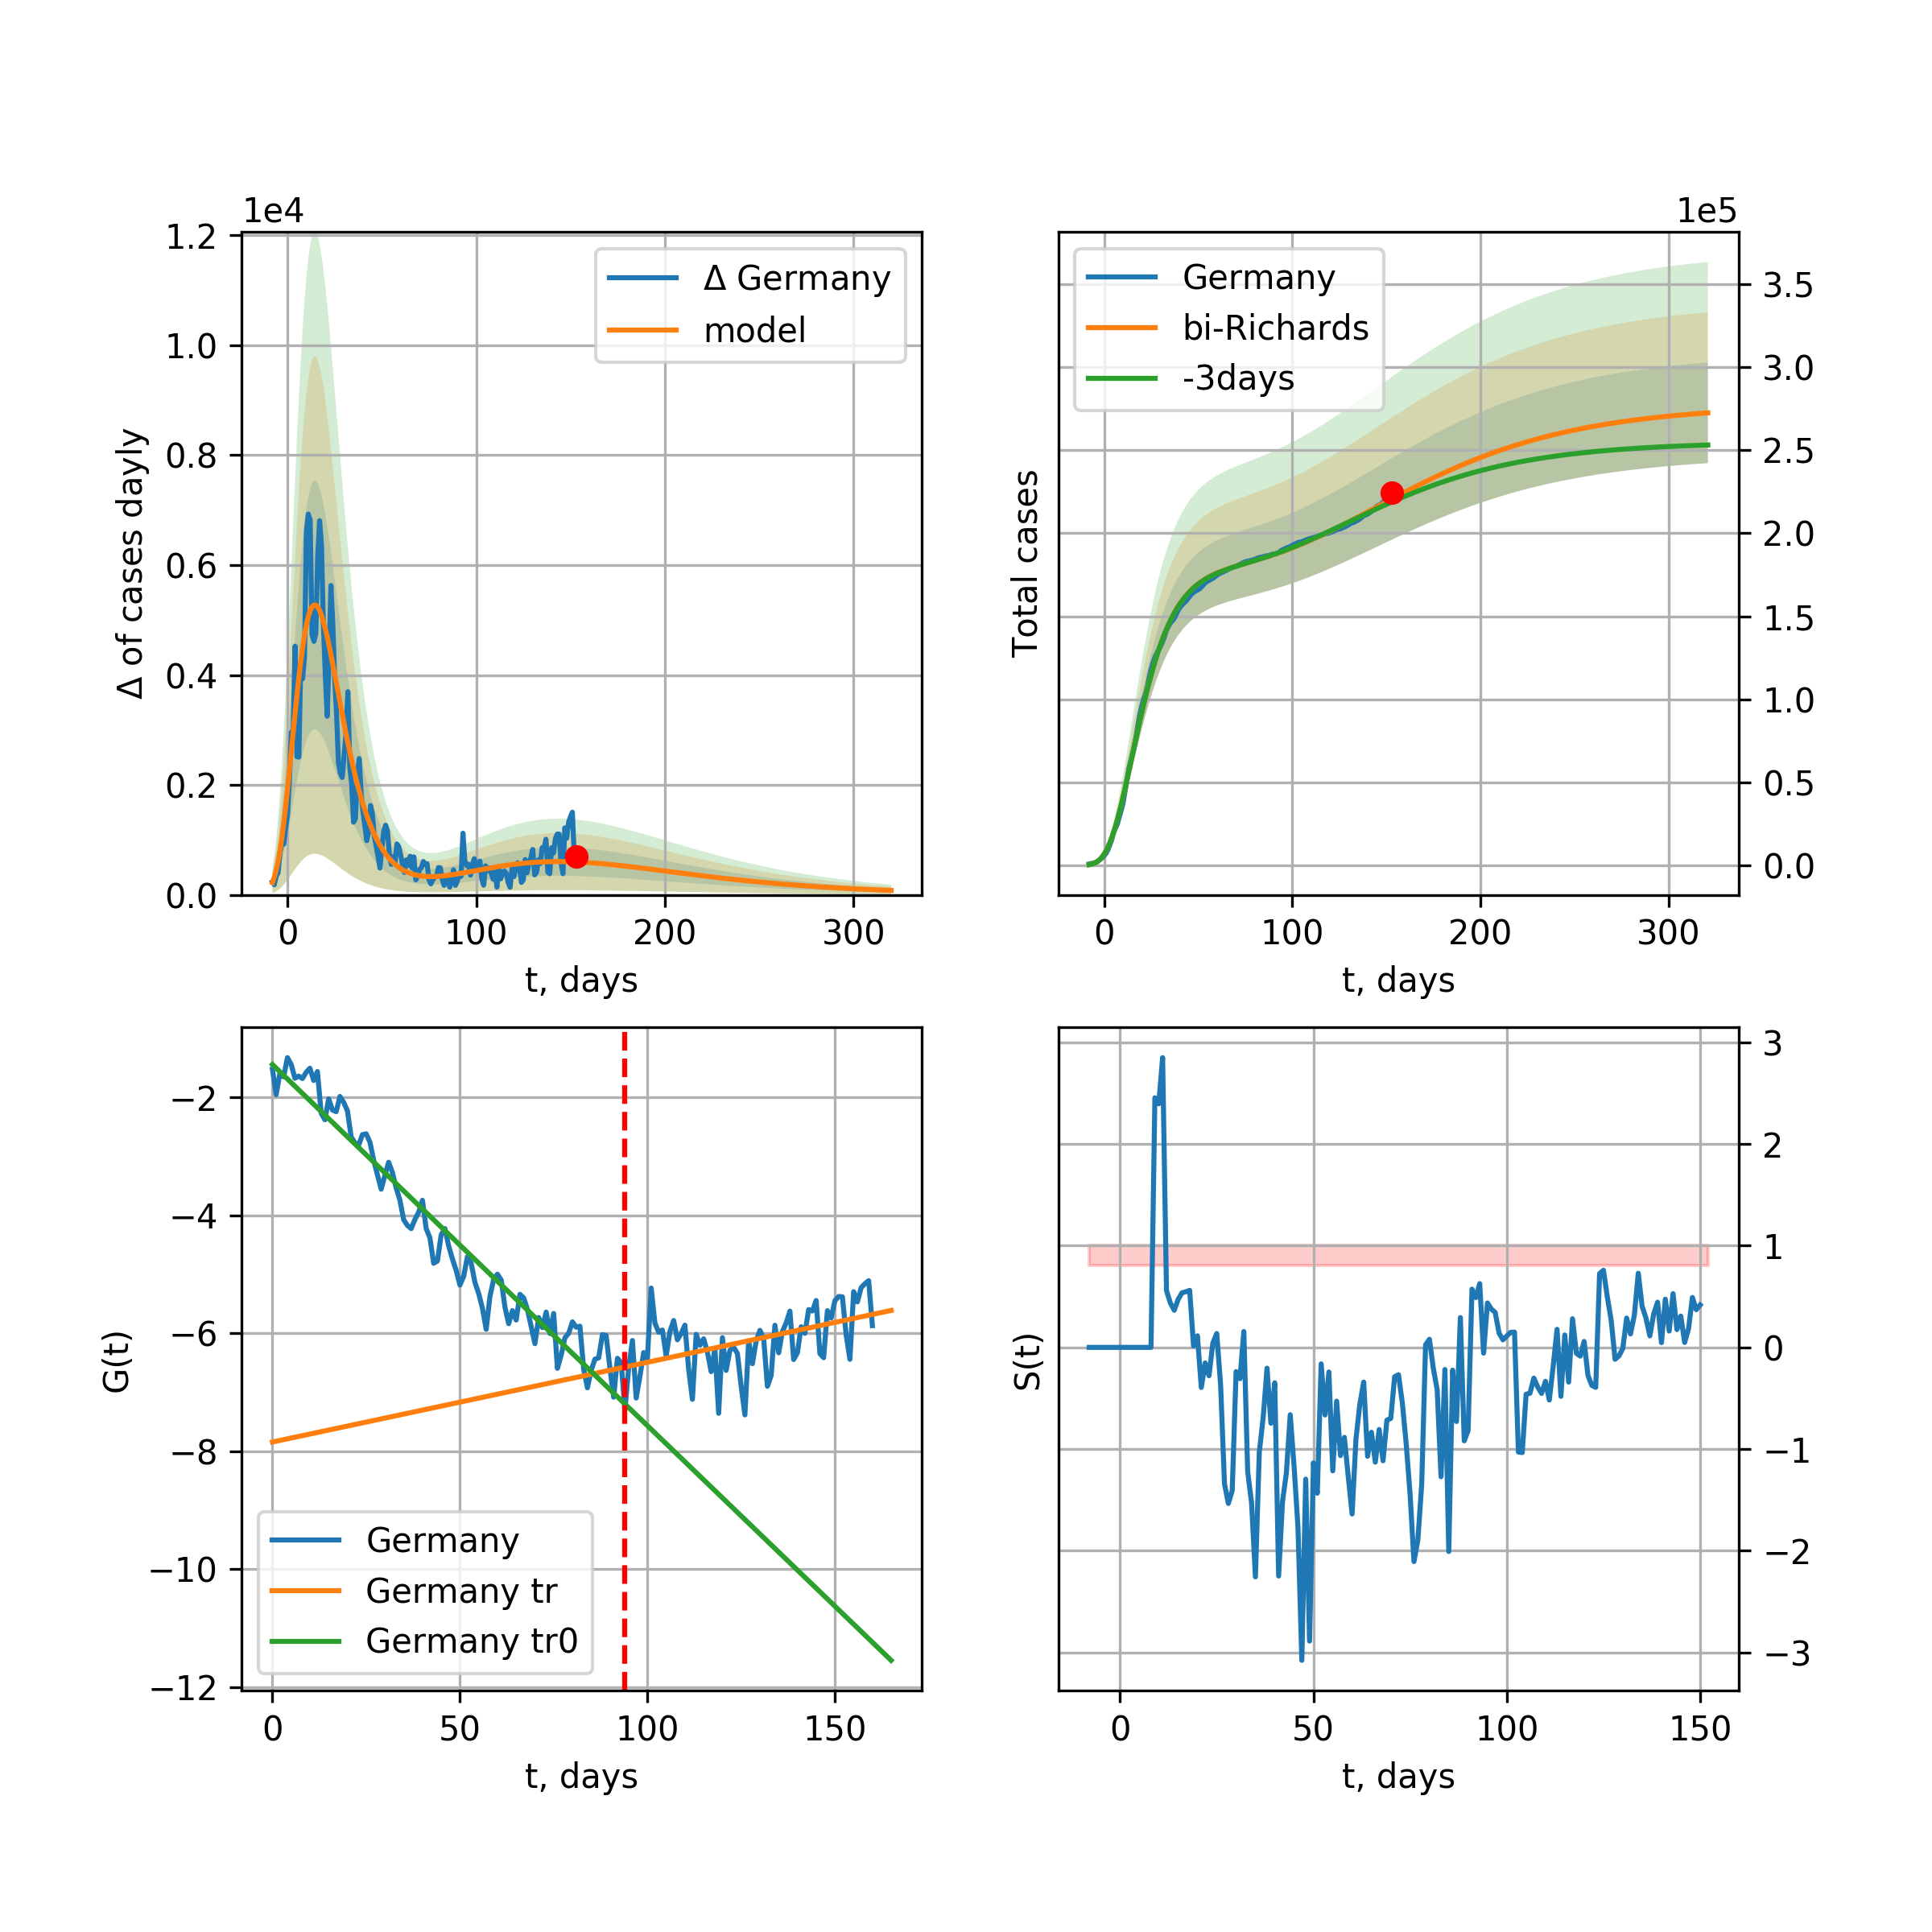 1e4
1.2
1.0
0.8
0.6
0.4
0.2
0.0
Δ of cases dayly
Δ Germany
model
0
100
200
300
t, days
1e5
Germany
bi-Richards
-3days
Total cases
3.5
3.0
2.5
2.0
1.5
1.0
0.5
0.0
0
100
200
300
t, days
−2
−4
−6
−8
−10
−12
G(t)
Germany
Germany tr
Germany tr0
0
50
100
150
t, days
S(t)
3
2
1
0
−1
−2
−3
0
50
100
150
t, days